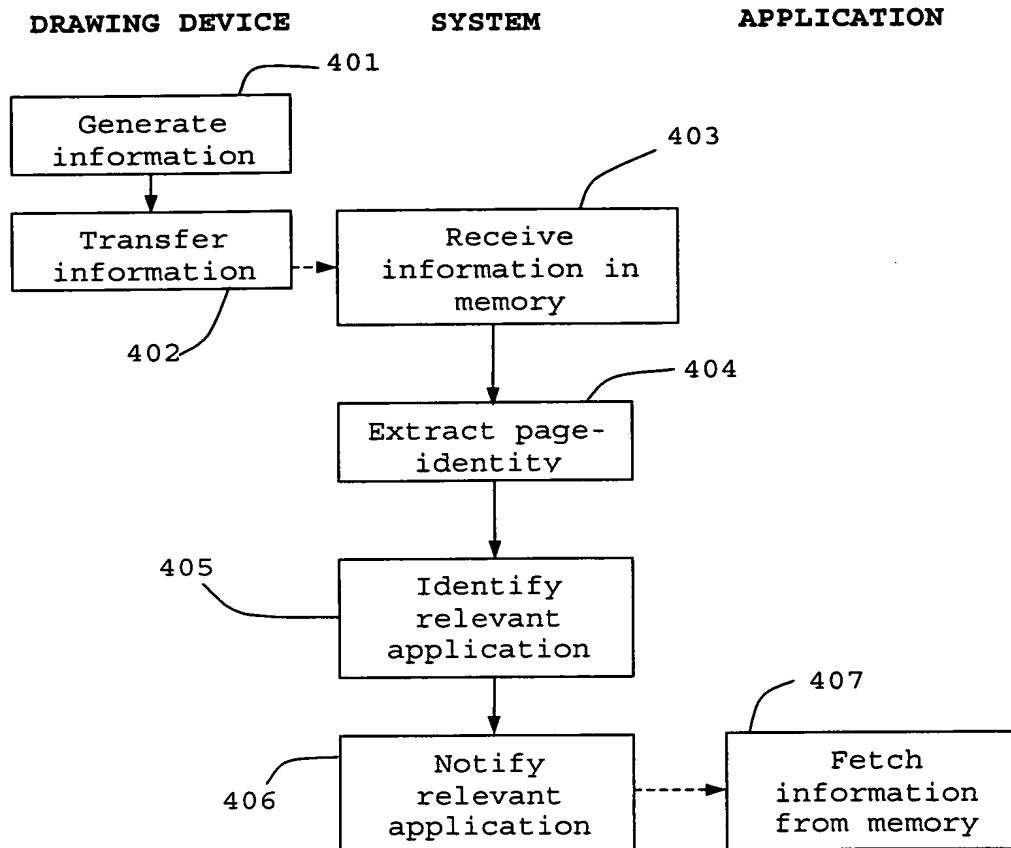 DRAWING DEVICE
SYSTEM
APPLICATION
401
Generate
information
403
Transfer
information
Receive
information in
memory
402
404
Extract page-
identity
405
Identify
relevant
application
407
406
Notify
relevant
application
Fetch
information
from memory